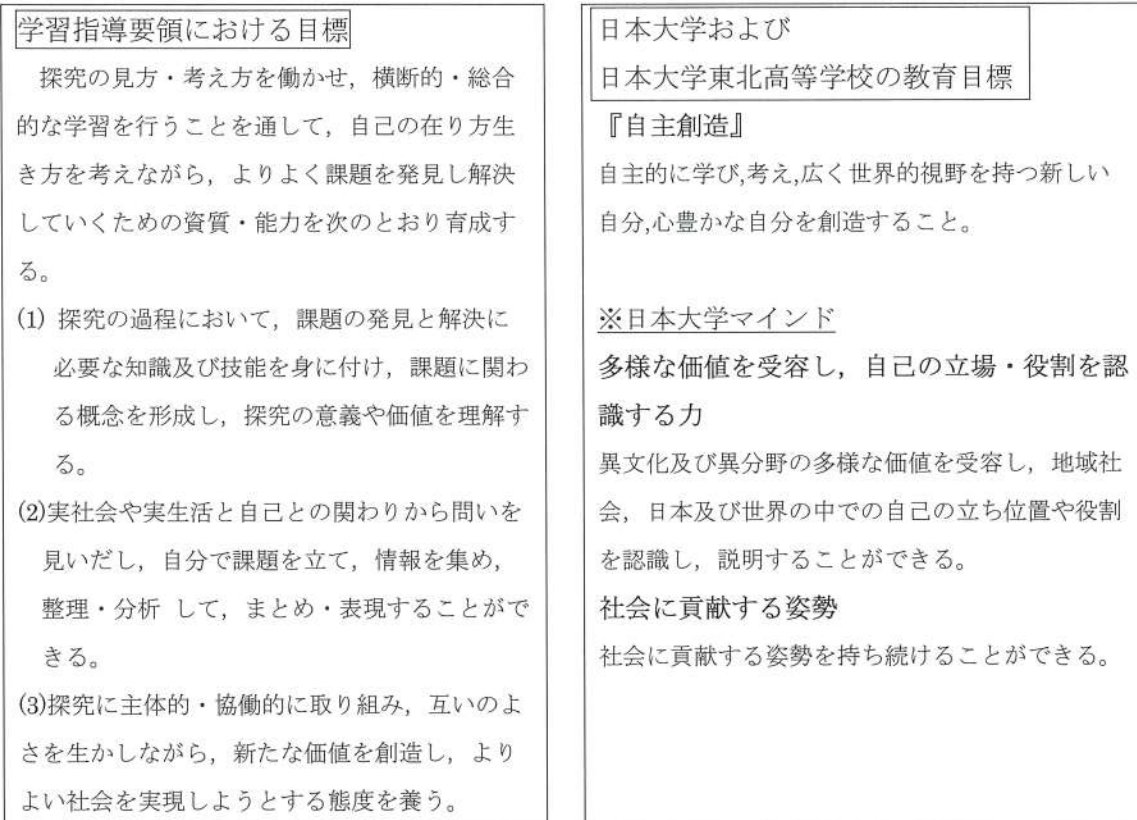 学習指導要領における目標
探究の見方・考え方を働かせ，横断的・総合
的な学習を行うことを通して，自己の在り方生
き方を考えながら，よりよく課題を発見し解決
していくための資質・能力を次のとおり育成す
る。
(1) 探究の過程において，課題の発見と解決に
必要な知識及び技能を身に付け，課題に関わ
る概念を形成し，探究の意義や価値を理解す
る。
(2)実社会や実生活と自己との関わりから問いを
見いだし，自分で課題を立て，情報を集め，
整理・分析 して，まとめ・表現することがで
きる。
(3)探究に主体的・協働的に取り組み，互いのよ
さを生かしながら，新たな価値を創造し，より
よい社会を実現しようとする態度を養う。
日本大学および
日本大学東北高等学校の教育目標
『自主創造』
自主的に学び,考え,広く世界的視野を持つ新しい
自分,心豊かな自分を創造すること。
※日本大学マインド
多様な価値を受容し，自己の立場・役割を認
識する力
異文化及び異分野の多様な価値を受容し，地域社
会，日本及び世界の中での自己の立ち位置や役割
を認識し，説明することができる。
社会に貢献する姿勢
社会に貢献する姿勢を持ち続けることができる。